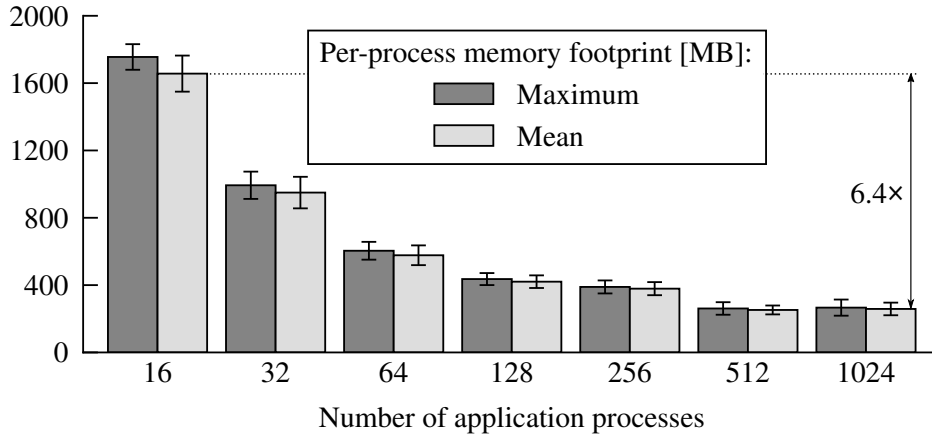 2000
1600
1200
800
400
0
Per-process memory footprint [MB]:
Maximum
Mean
6.4×
16 32 64 128 256 512 1024
Number of application processes